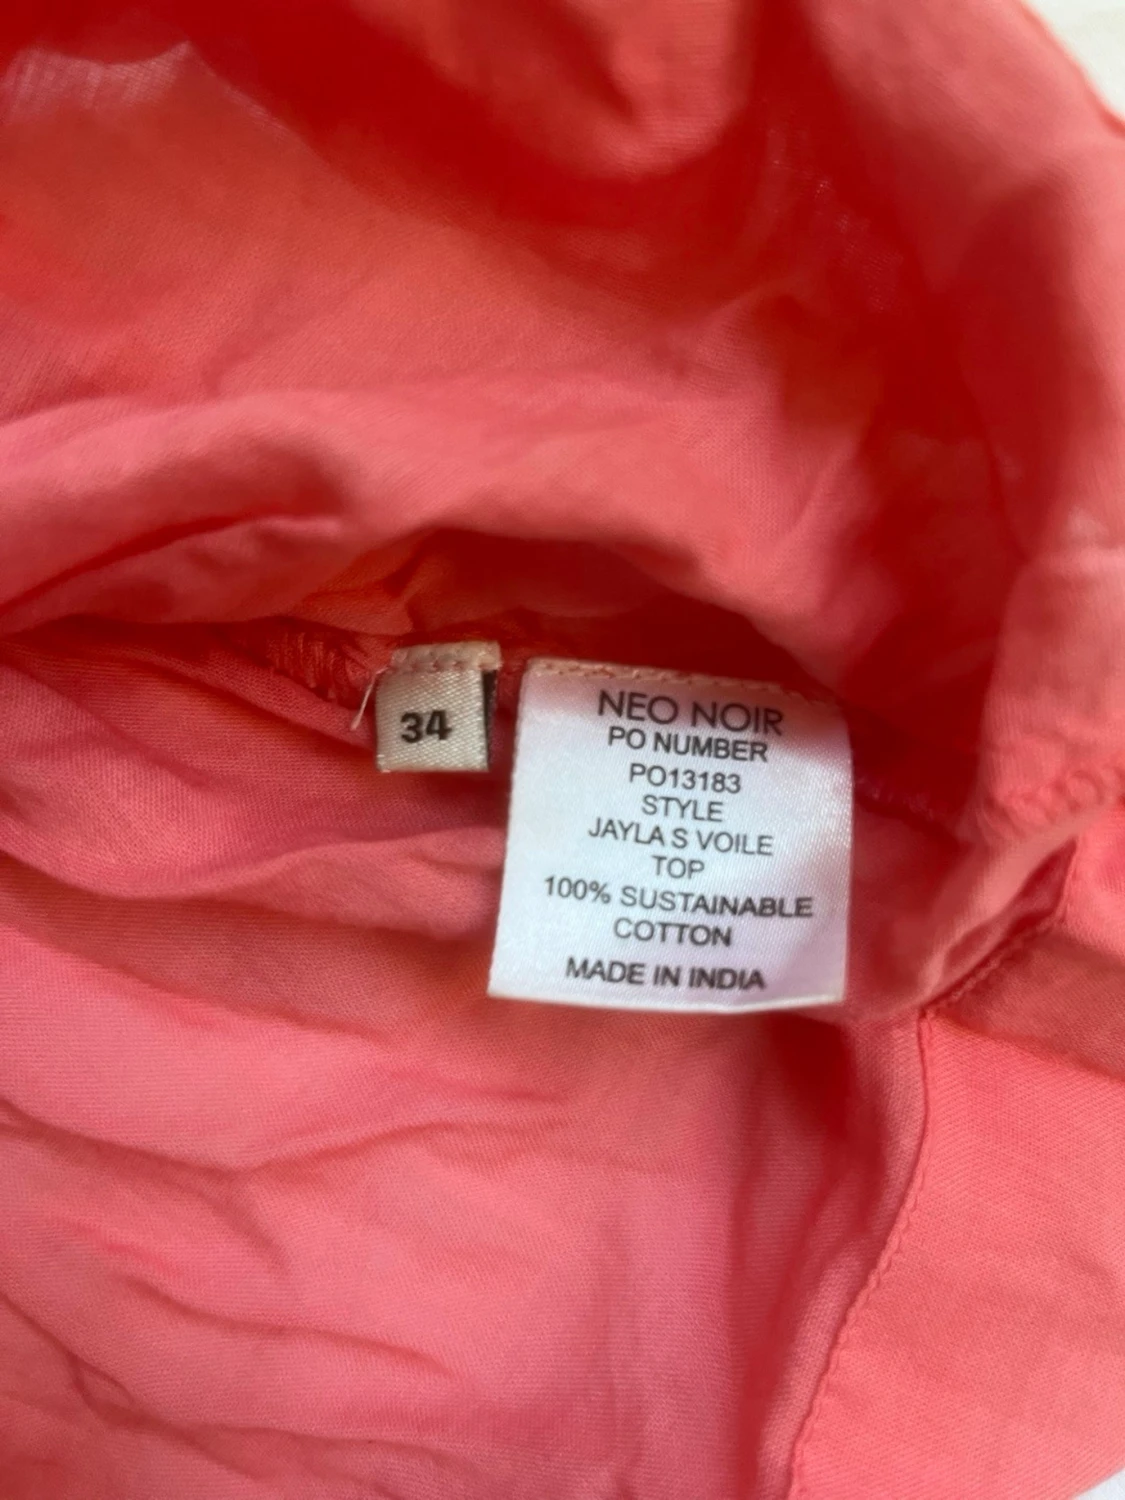 34
NEO NOIR
PO NUMBER
PO13183
STYLE
JAYLA S VOILE
TOP
100% SUSTAINABLE
COTTON
MADE IN INDIA